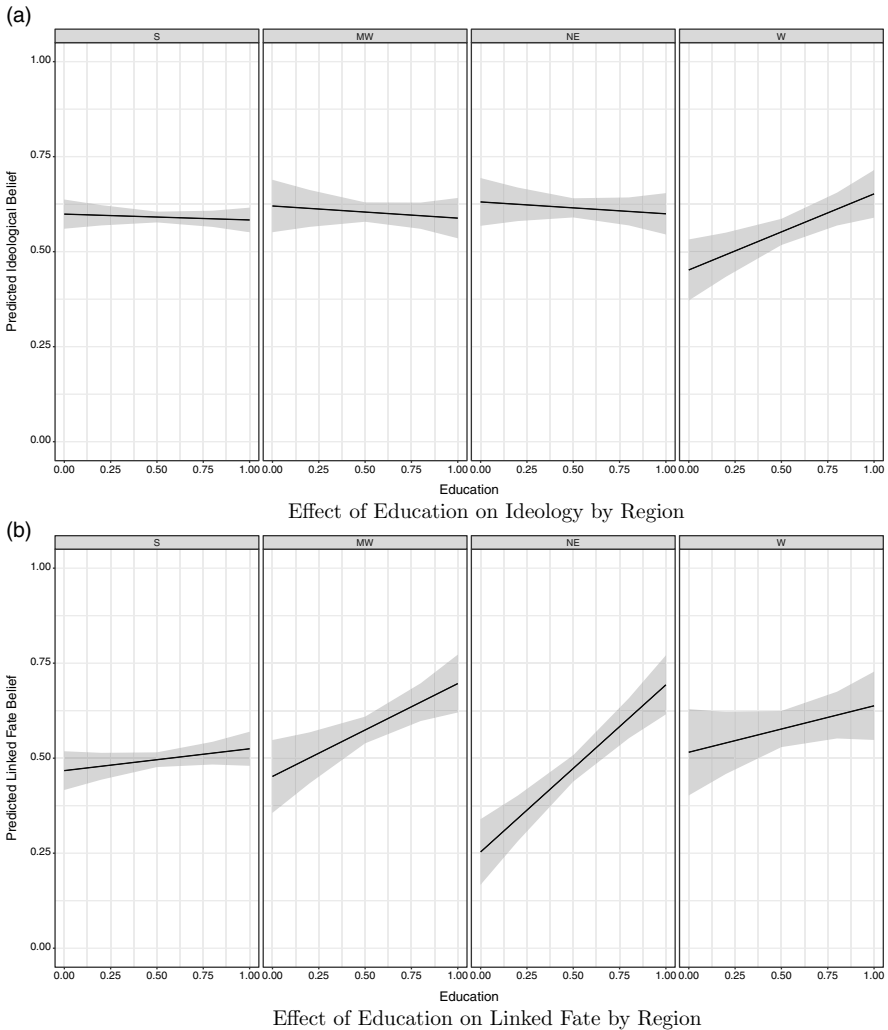 (a)
S MW NE W
1.00
0.75
0.50
0.25
0.00
Predicted Ideological Belief
0.00 0.25 0.50 0.75 1.00 0.00 0.25 0.50 0.75 1.00 0.00 0.25 0.50 0.75 1.00 0.00 0.25 0.50 0.75 1.00
Education
Effect of Education on Ideology by Region
(b)
S MW NE W
1.00
0.75
0.50
0.25
0.00
Predicted Linked Fate Belief
0.00 0.25 0.50 0.75 1.00 0.00 0.25 0.50 0.75 1.00 0.00 0.25 0.50 0.75 1.00 0.00 0.25 0.50 0.75 1.00
Education
Effect of Education on Linked Fate by Region